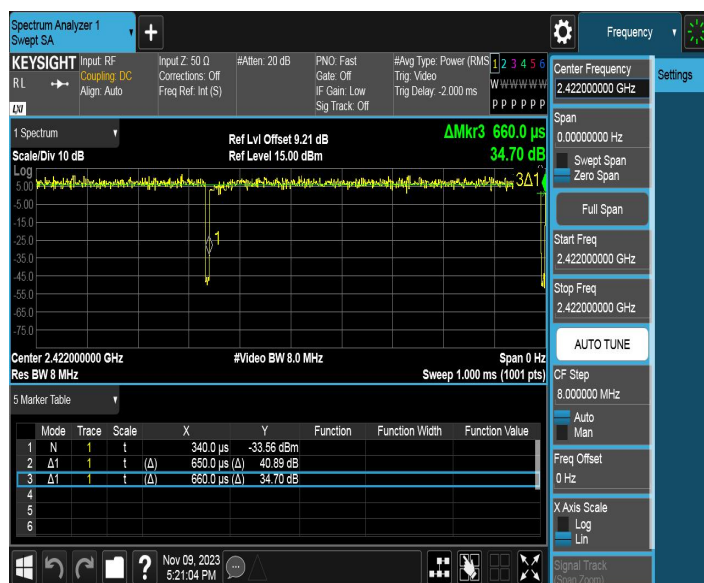 Spectrum Analyzer 1
Swept SA
Frequency
KEYSIGHT
RL
LXI
Input: RF
Coupling: DC
Align: Auto
Input Z: 50 Ω
Corrections: Off
Freq Ref: Int (S)
#Atten: 20 dB
PNO: Fast
Gate: Off
IF Gain: Low
Sig Track: Off
#Avg Type: Power (RMS
Trig: Video
Trig Delay: -2.000 ms
1 2 3 4 5 6
W W W W W W
P P P P P P
1 Spectrum
Scale/Div 10 dB
Log
Ref Lvl Offset 9.21 dB
Ref Level 15.00 dBm
ΔMkr3 660.0 µs
34.70 dB
5.00
-5.00
-15.0
-25.0
-35.0
-45.0
-55.0
-65.0
-75.0
1
3Δ1
Center 2.422000000 GHz
Res BW 8 MHz
#Video BW 8.0 MHz
Span 0 Hz
Sweep 1.000 ms (1001 pts)
5 Marker Table
Mode Trace Scale X Y Function Function Width Function Value
1 N 1 t 340.0 µs -33.56 dBm
2 Δ1 1 t (Δ) 650.0 µs (Δ) 40.89 dB
3 Δ1 1 t (Δ) 660.0 µs (Δ) 34.70 dB
4
5
6
?
Nov 09, 2023
5:21:04 PM
Center Frequency
2.422000000 GHz
Settings
Span
0.00000000 Hz
Swept Span
Zero Span
Full Span
Start Freq
2.422000000 GHz
Stop Freq
2.422000000 GHz
AUTO TUNE
CF Step
8.000000 MHz
Auto
Man
Freq Offset
0 Hz
X Axis Scale
Log
Lin
Signal Track
(Span Zoom)